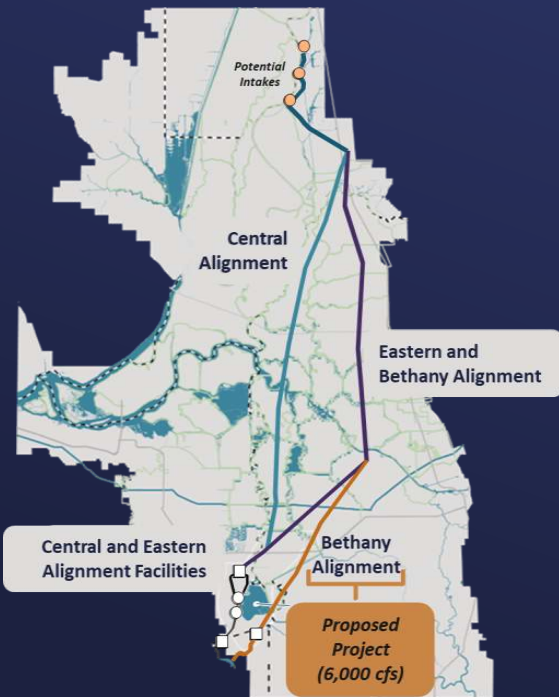 Potential
Intakes
Central
Alignment
Eastern and
Bethany Alignment
Central and Eastern
Alignment Facilities
Bethany
Alignment
Proposed
Project
(6,000 cfs)